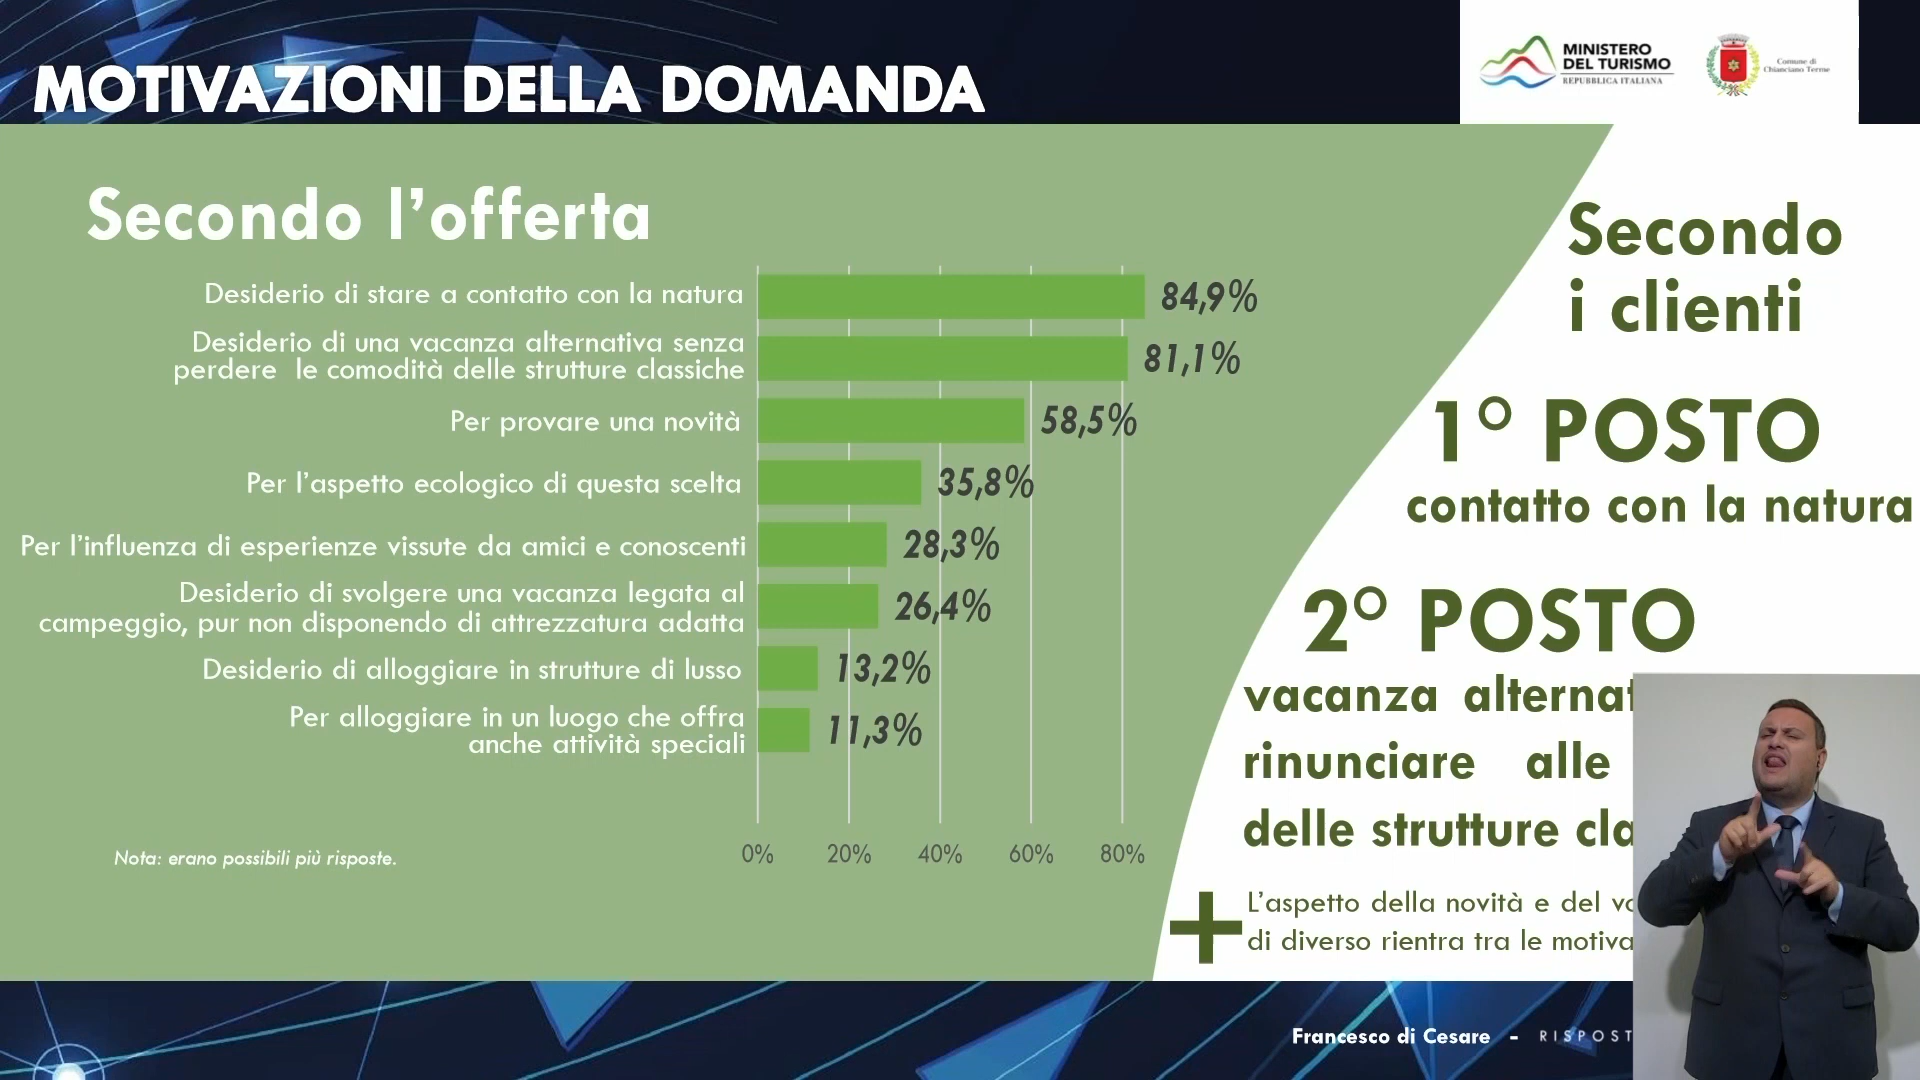 MOTIVAZIONI DELLA DOMANDA
MINISTERO
DEL TURISMO
REPUBBLICA ITALIANA
Comune di
Chianciano Terme
Secondo l'offerta
Desiderio di stare a contatto con la natura
84,9%
Desiderio di una vacanza alternativa senza
perdere le comodità delle strutture classiche
81,1%
Per provare una novità
58,5%
Per l'aspetto ecologico di questa scelta
35,8%
Per l'influenza di esperienze vissute da amici e conoscenti
28,3%
Desiderio di svolgere una vacanza legata al
campeggio, pur non disponendo di attrezzatura adatta
26,4%
Desiderio di alloggiare in strutture di lusso
13,2%
Per alloggiare in un luogo che offra
anche attività speciali
11,3%
0% 20% 40% 60% 80%
Nota: erano possibili più risposte.
Secondo
i clienti
1° POSTO
contatto con la natura
2° POSTO
vacanza
rinunciare alle
delle strutture
+
L'aspetto della novità e del
di diverso rientra tra le
Francesco di Cesare -